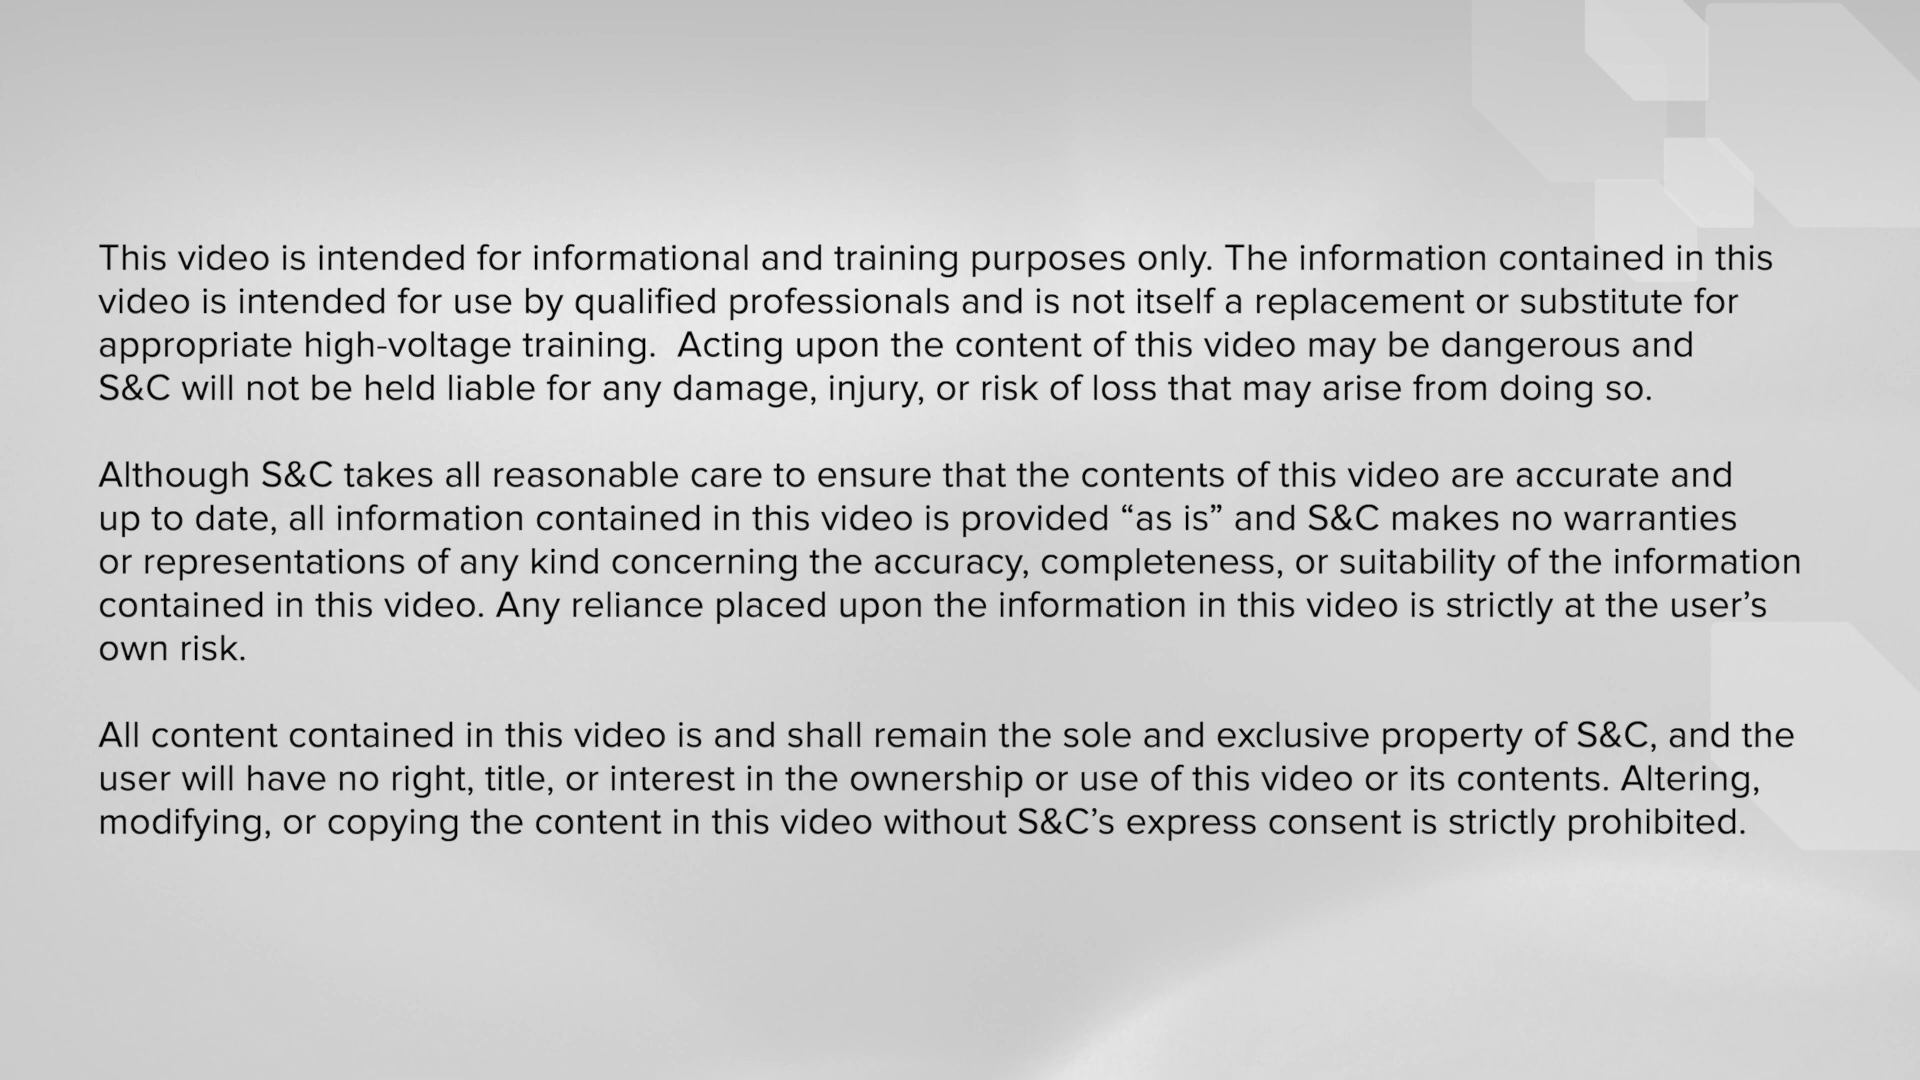 This video is intended for informational and training purposes only. The information contained in this
video is intended for use by qualified professionals and is not itself a replacement or substitute for
appropriate high-voltage training.  Acting upon the content of this video may be dangerous and
S&C will not be held liable for any damage, injury, or risk of loss that may arise from doing so.
Although S&C takes all reasonable care to ensure that the contents of this video are accurate and
up to date, all information contained in this video is provided “as is” and S&C makes no warranties
or representations of any kind concerning the accuracy, completeness, or suitability of the information
contained in this video. Any reliance placed upon the information in this video is strictly at the user’s
own risk.
All content contained in this video is and shall remain the sole and exclusive property of S&C, and the
user will have no right, title, or interest in the ownership or use of this video or its contents. Altering,
modifying, or copying the content in this video without S&C’s express consent is strictly prohibited.